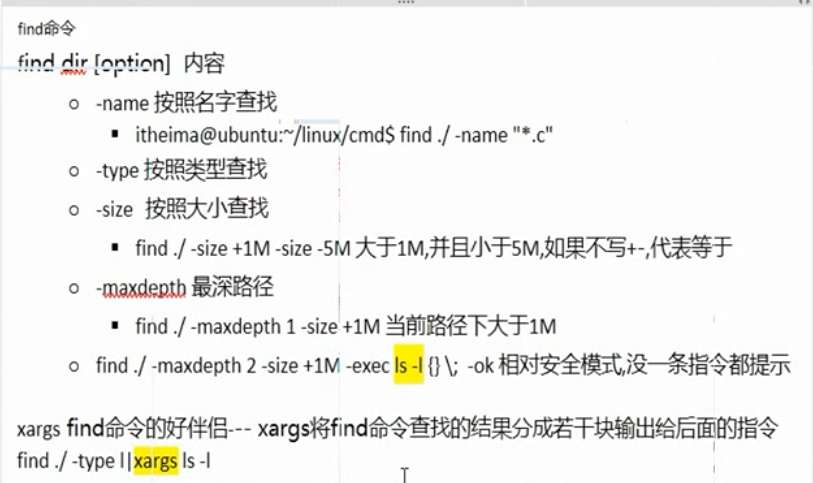 find命令
find dir [option] 内容
-name 按照名字查找
itheima@ubuntu:~/linux/cmd$ find ./ -name "*.c"
-type 按照类型查找
-size 按照大小查找
find ./ -size +1M -size -5M 大于1M,并且小于5M,如果不写+-,代表等于
-maxdepth 最深路径
find ./ -maxdepth 1 -size +1M 当前路径下大于1M
find ./ -maxdepth 2 -size +1M -exec ls -l {} \; -ok 相对安全模式,没一条指令都提示
xargs find命令的好伴侣--- xargs将find命令查找的结果分成若干块输出给后面的指令
find ./ -type l|xargs ls -l